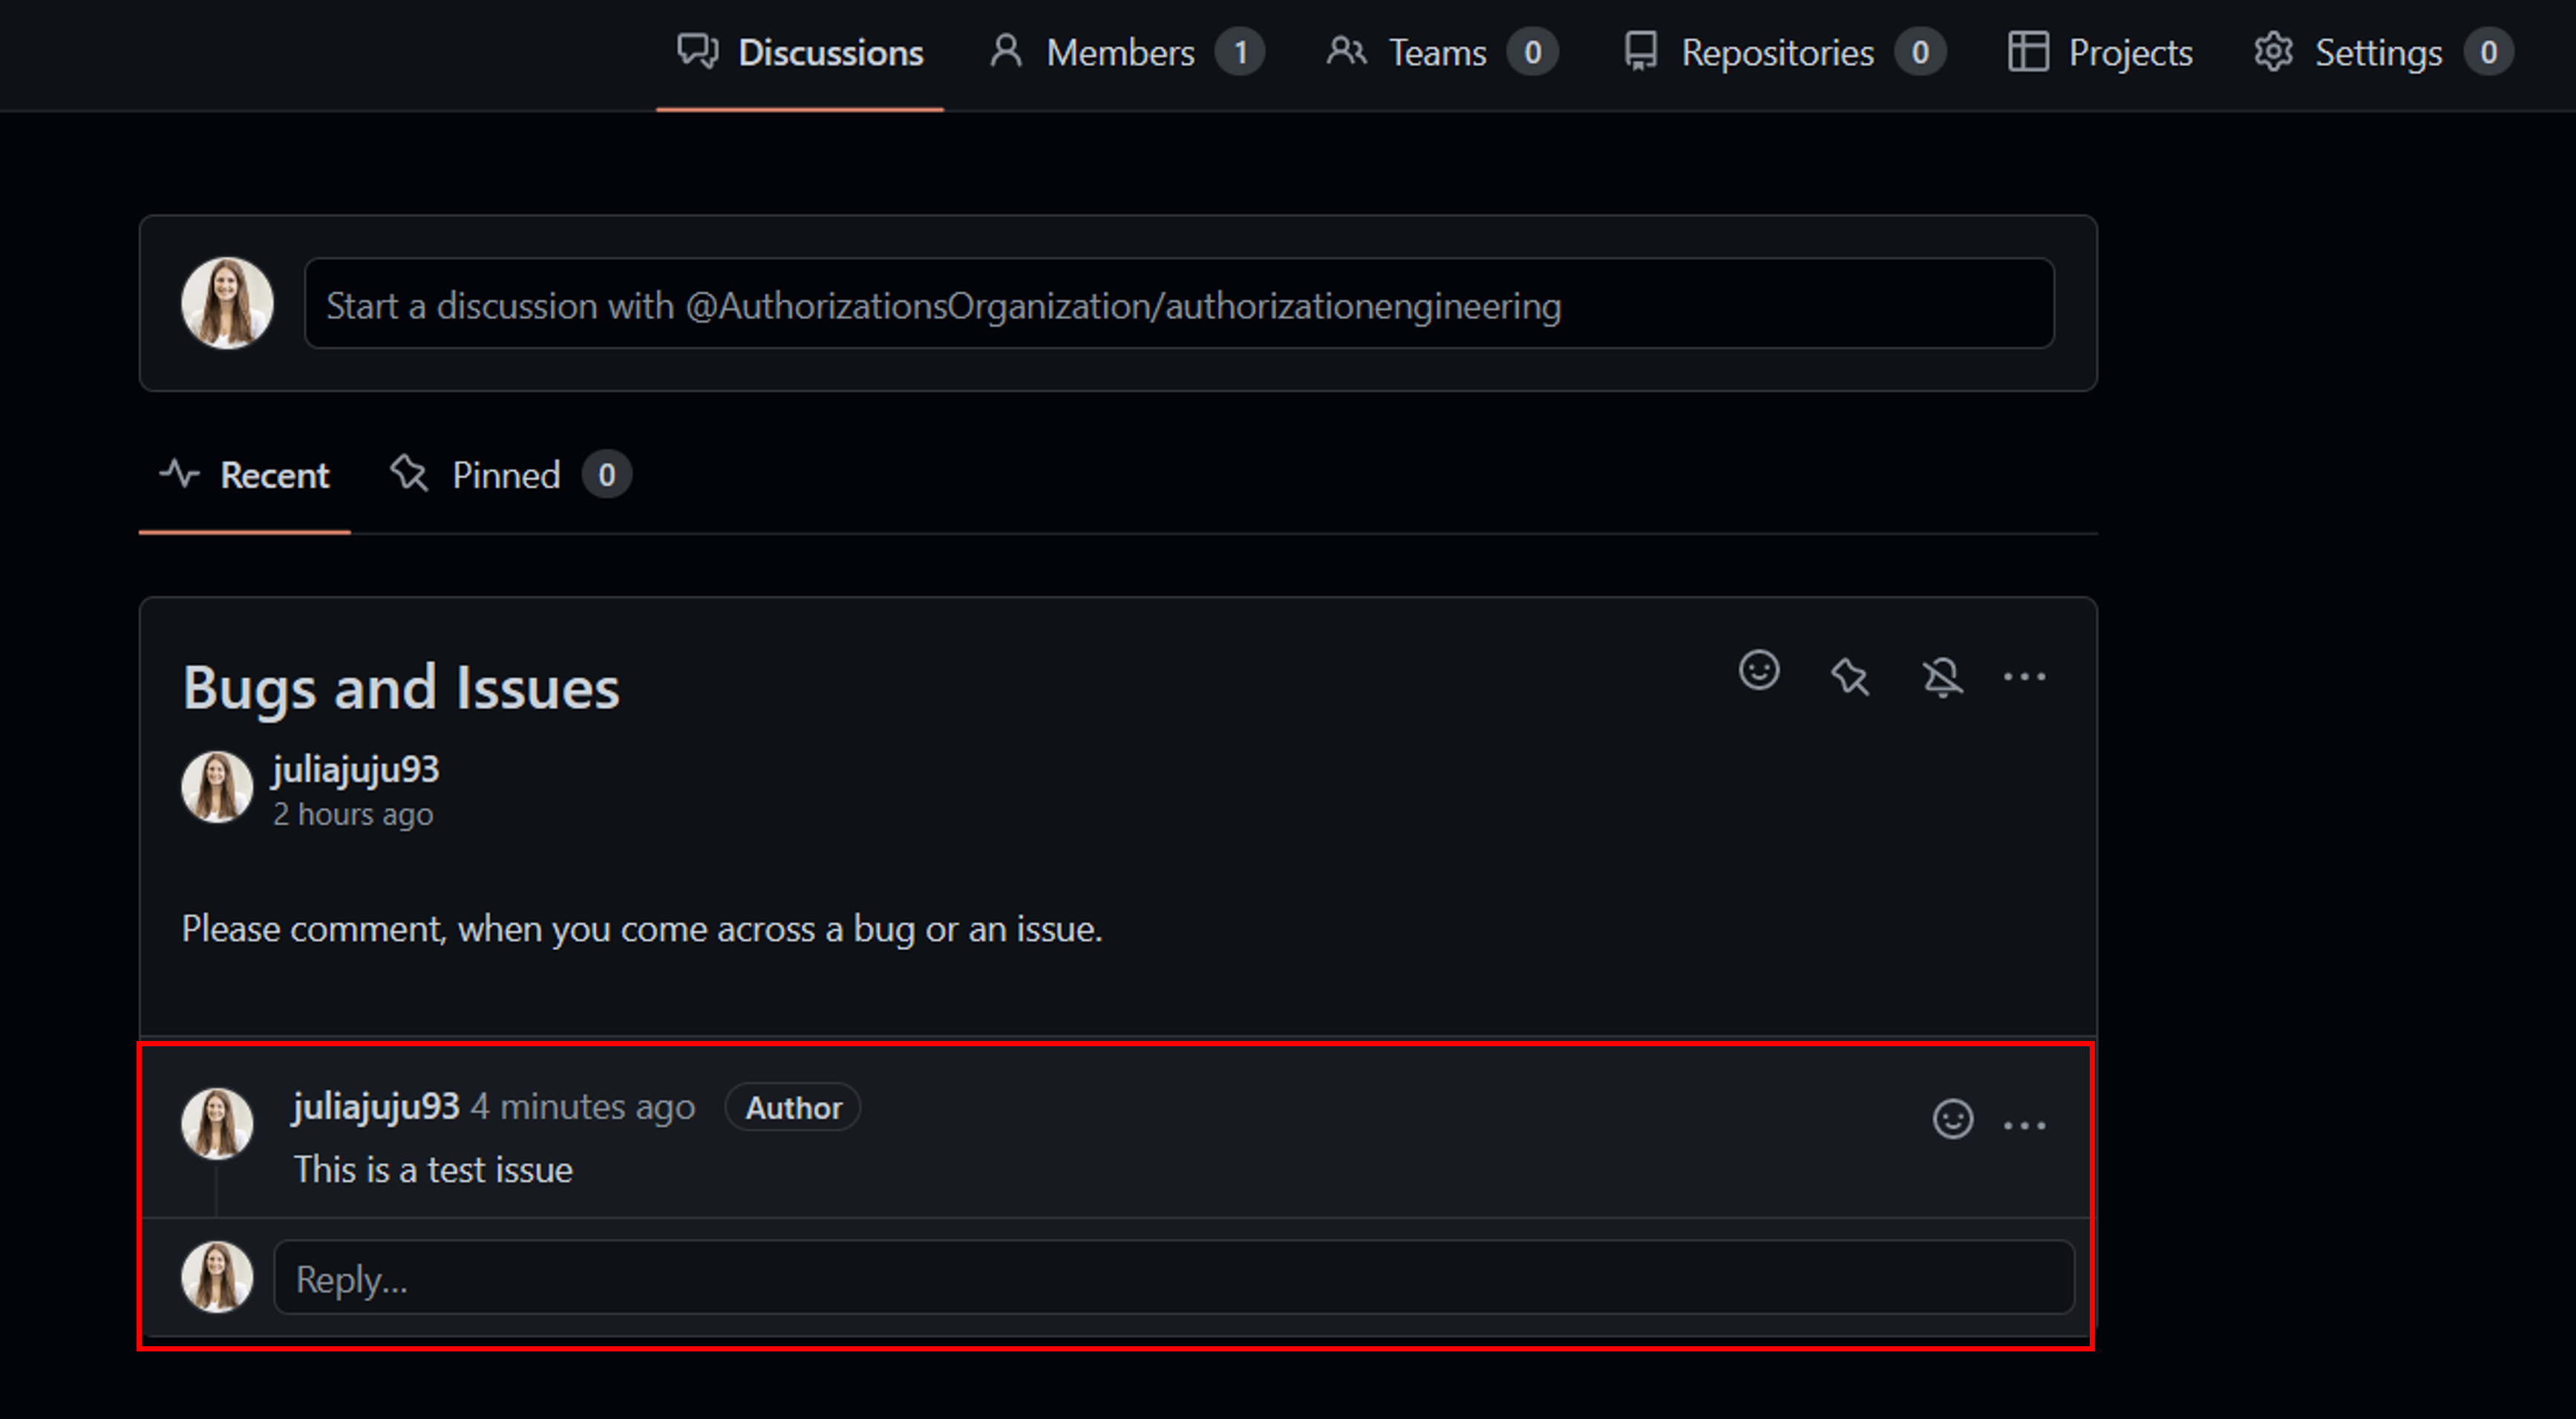 Discussions Members 1 Teams 0 Repositories 0 Projects Settings 0
Start a discussion with @AuthorizationsOrganization/authorizationengineering
Recent Pinned 0
Bugs and Issues
juliajuju93
2 hours ago
Please comment, when you come across a bug or an issue.
juliajuju93 4 minutes ago Author
This is a test issue
Reply...